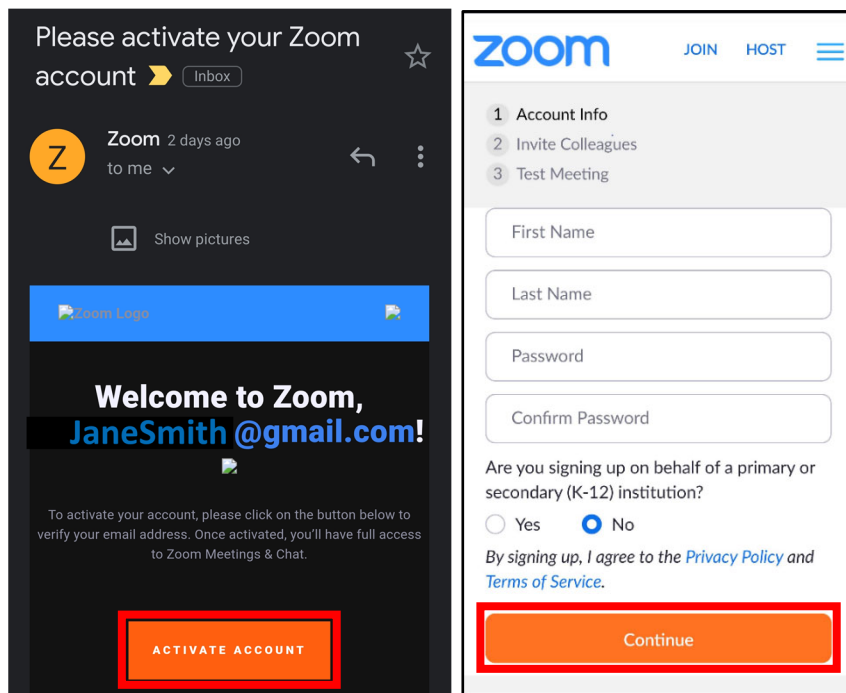 Please activate your Zoom
account Inbox
Z
Zoom 2 days ago
to me
Show pictures
Zoom Logo
Welcome to Zoom,
JaneSmith@gmail.com!
To activate your account, please click on the button below to
verify your email address. Once activated, you'll have full access
to Zoom Meetings & Chat.
ACTIVATE ACCOUNT
zoom JOIN HOST
1 Account Info
2 Invite Colleagues
3 Test Meeting
First Name
Last Name
Password
Confirm Password
Are you signing up on behalf of a primary or
secondary (K-12) institution?
Yes No
By signing up, I agree to the Privacy Policy and
Terms of Service.
Continue